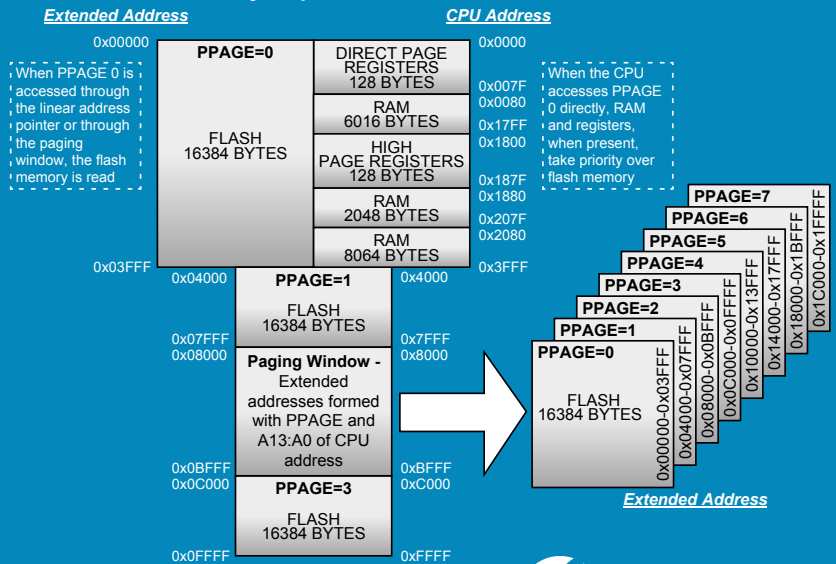 Extended Address
CPU Address
0x00000
PPAGE=0
FLASH
16384 BYTES
0x03FFF
When PPAGE 0 is
accessed through
the linear address
pointer or through
the paging
window, the flash
memory is read
DIRECT PAGE
REGISTERS
128 BYTES
RAM
6016 BYTES
HIGH
PAGE REGISTERS
128 BYTES
RAM
2048 BYTES
RAM
8064 BYTES
0x0000
0x007F
0x0080
0x17FF
0x1800
0x187F
0x1880
0x207F
0x2080
0x3FFF
When the CPU
accesses PPAGE
0 directly, RAM
and registers,
when present,
take priority over
flash memory
0x04000
PPAGE=1
0x4000
FLASH
16384 BYTES
0x07FFF
0x7FFF
0x08000
0x8000
Paging Window -
Extended
addresses formed
with PPAGE and
A13:A0 of CPU
address
0x0BFFF
0xBFFF
0x0C000
0xC000
PPAGE=3
FLASH
16384 BYTES
0x0FFFF
0xFFFF
PPAGE=7
PPAGE=6
PPAGE=5
PPAGE=4
PPAGE=3
PPAGE=2
PPAGE=1
PPAGE=0
FLASH
16384 BYTES
0x00000-0x03FFF
0x04000-0x07FFF
0x08000-0x0BFFF
0x0C000-0x0FFFF
0x10000-0x13FFF
0x14000-0x17FFF
0x18000-0x1BFFF
0x1C000-0x1FFFF
Extended Address